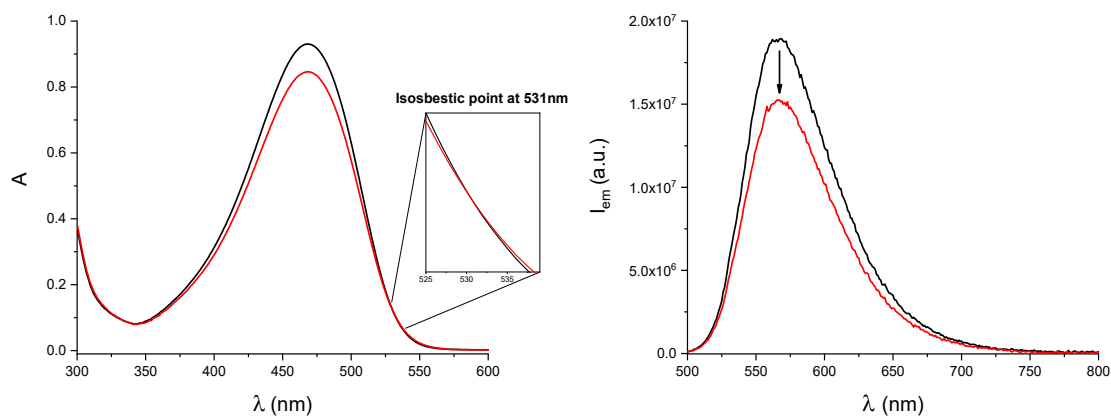 1.0
0.8
0.6
0.4
0.2
0.0
A
300 350 400 450 500 550 600
λ (nm)
Isosbestic point at 531nm
525 530 535
2.0x10⁷
1.5x10⁷
1.0x10⁷
5.0x10⁶
0.0
I_em (a.u.)
500 550 600 650 700 750 800
λ (nm)